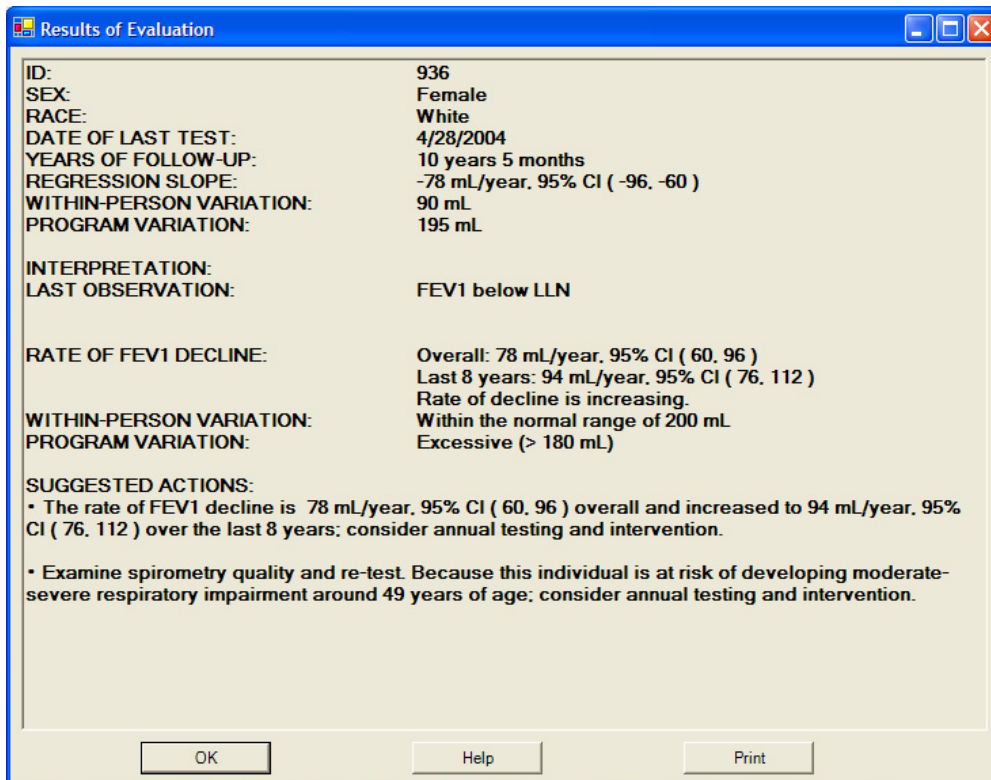 Results of Evaluation
ID: 936
SEX: Female
RACE: White
DATE OF LAST TEST: 4/28/2004
YEARS OF FOLLOW-UP: 10 years 5 months
REGRESSION SLOPE: -78 mL/year, 95% CI ( -96, -60 )
WITHIN-PERSON VARIATION: 90 mL
PROGRAM VARIATION: 195 mL
INTERPRETATION:
LAST OBSERVATION: FEV1 below LLN
RATE OF FEV1 DECLINE: Overall: 78 mL/year, 95% CI ( 60, 96 )
Last 8 years: 94 mL/year, 95% CI ( 76, 112 )
Rate of decline is increasing.
WITHIN-PERSON VARIATION: Within the normal range of 200 mL
PROGRAM VARIATION: Excessive (> 180 mL)
SUGGESTED ACTIONS:
• The rate of FEV1 decline is  78 mL/year, 95% CI ( 60, 96 ) overall and increased to 94 mL/year, 95%
CI ( 76, 112 ) over the last 8 years; consider annual testing and intervention.
• Examine spirometry quality and re-test. Because this individual is at risk of developing moderate-
severe respiratory impairment around 49 years of age; consider annual testing and intervention.
OK Help Print